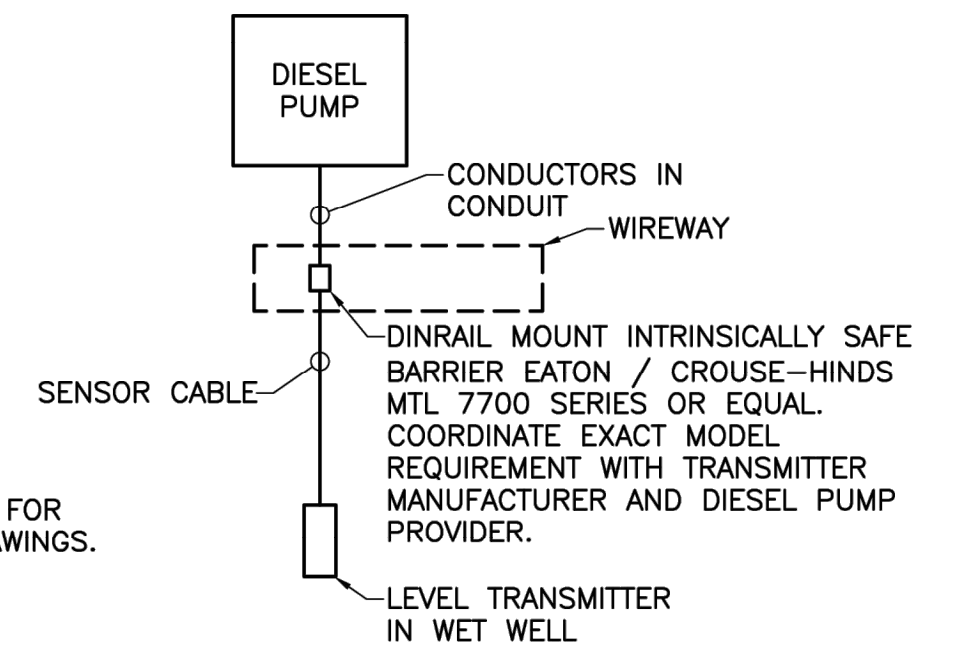 DIESEL
PUMP
CONDUCTORS IN
CONDUIT
WIREWAY
DINRAIL MOUNT INTRINSICALLY SAFE
BARRIER EATON / CROUSE-HINDS
MTL 7700 SERIES OR EQUAL.
COORDINATE EXACT MODEL
REQUIREMENT WITH TRANSMITTER
MANUFACTURER AND DIESEL PUMP
PROVIDER.
SENSOR CABLE
FOR
AWINGS.
LEVEL TRANSMITTER
IN WET WELL